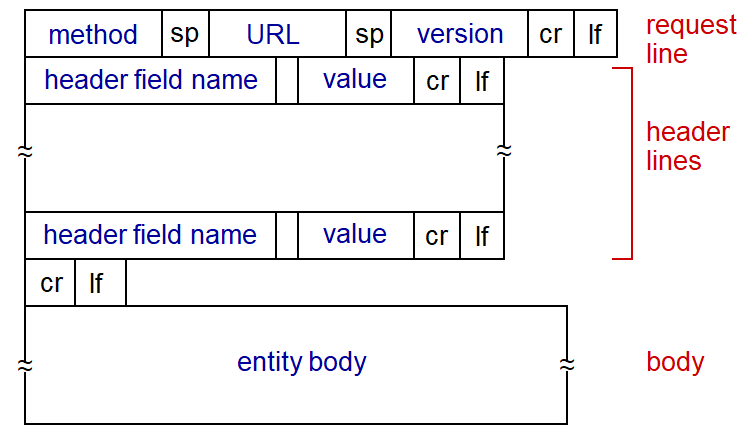 method sp URL sp version cr lf
request line
header field name value cr lf
header lines
header field name value cr lf
cr lf
entity body
body